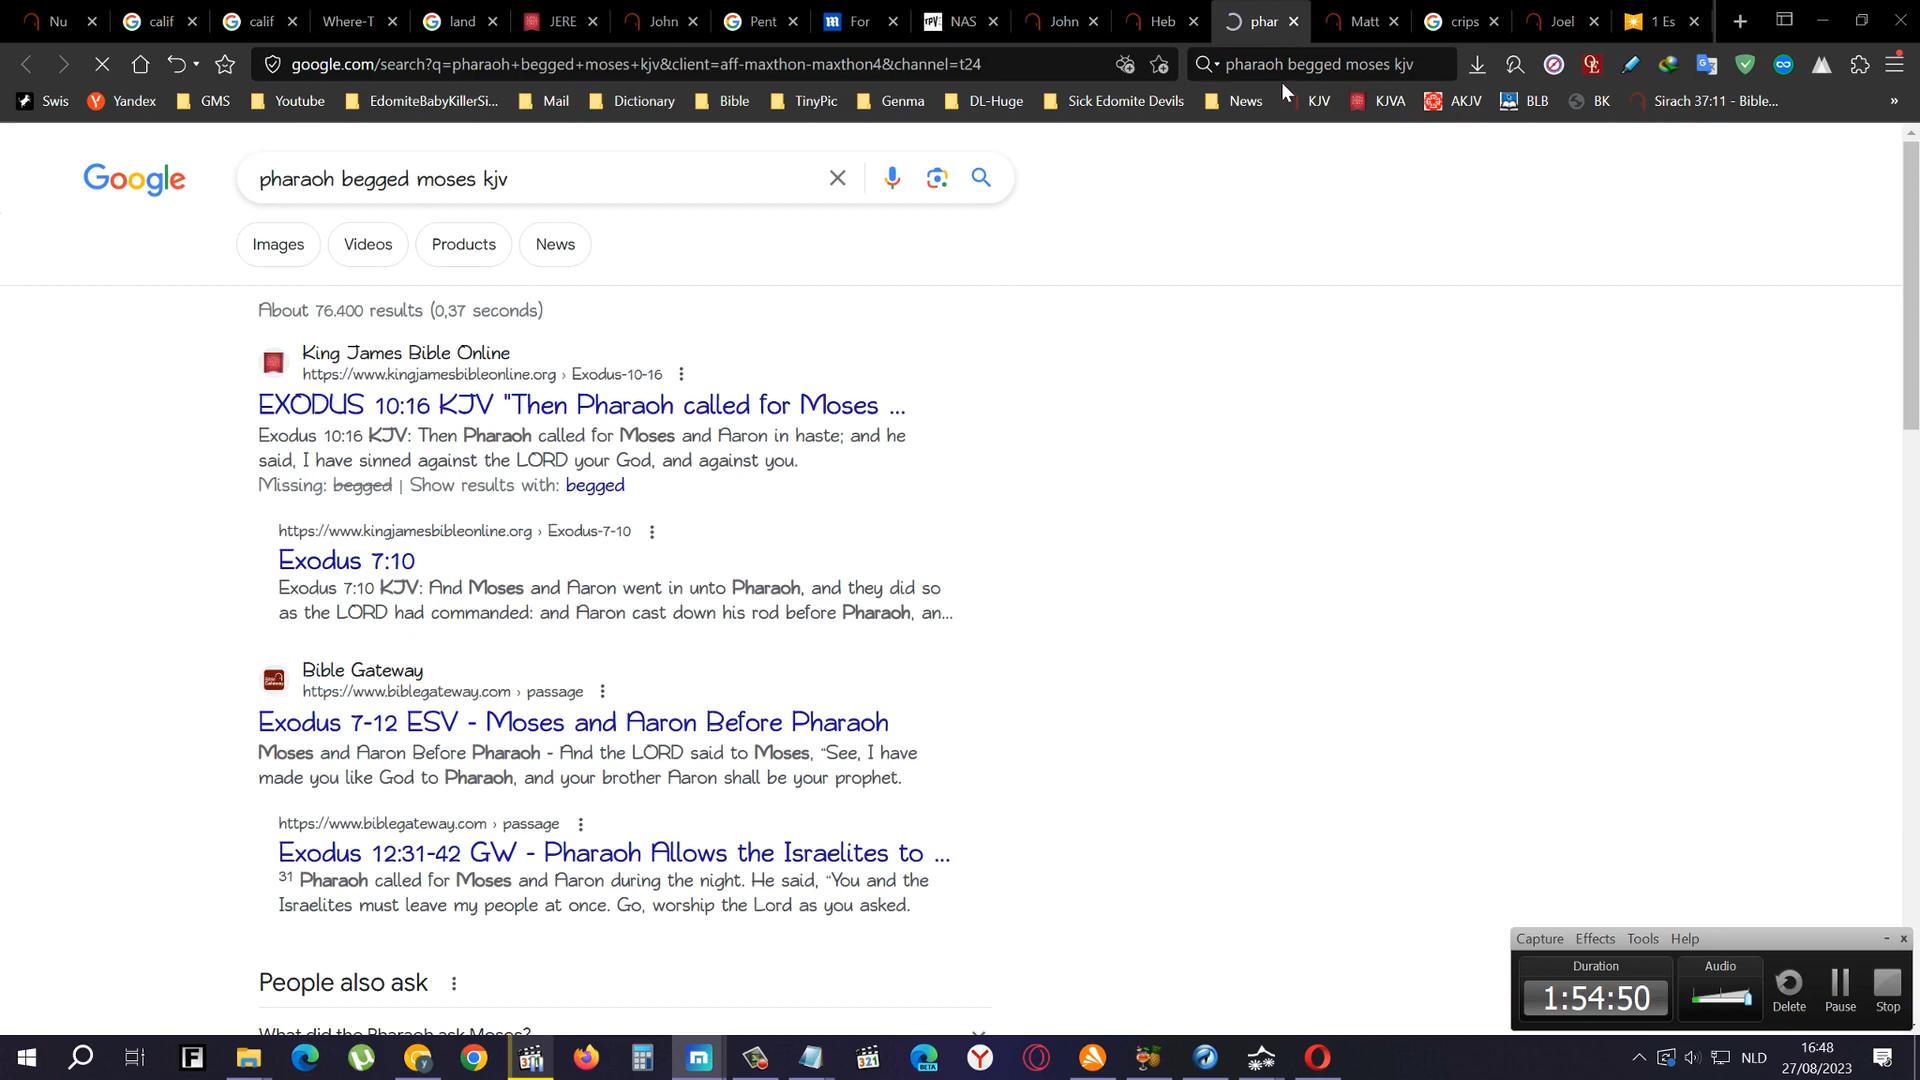 Nu calif calif Where-T land JERE John Pent For NAS John Heb phar Matt crips Joel 1 Es
google.com/search?q=pharaoh+begged+moses+kjv&client=aff-maxthon-maxthon4&channel=t24
pharaoh begged moses kjv
Swis Yandex GMS Youtube EdomiteBabyKillerSi... Mail Dictionary Bible TinyPic Genma DL-Huge Sick Edomite Devils News KJV KJVA AKJV BLB BK Sirach 37:11 - Bible... »
Google
pharaoh begged moses kjv
Images Videos Products News
About 76.400 results (0,37 seconds)
King James Bible Online
https://www.kingjamesbibleonline.org › Exodus-10-16
EXODUS 10:16 KJV "Then Pharaoh called for Moses ...
Exodus 10:16 KJV: Then Pharaoh called for Moses and Aaron in haste; and he
said, I have sinned against the LORD your God, and against you.
Missing: begged | Show results with: begged
https://www.kingjamesbibleonline.org › Exodus-7-10
Exodus 7:10
Exodus 7:10 KJV: And Moses and Aaron went in unto Pharaoh, and they did so
as the LORD had commanded: and Aaron cast down his rod before Pharaoh, an...
Bible Gateway
https://www.biblegateway.com › passage
Exodus 7-12 ESV - Moses and Aaron Before Pharaoh
Moses and Aaron Before Pharaoh - And the LORD said to Moses, “See, I have
made you like God to Pharaoh, and your brother Aaron shall be your prophet.
https://www.biblegateway.com › passage
Exodus 12:31-42 GW - Pharaoh Allows the Israelites to ...
31 Pharaoh called for Moses and Aaron during the night. He said, “You and the
Israelites must leave my people at once. Go, worship the Lord as you asked.
People also ask
What did the Pharaoh ask Moses?
Capture Effects Tools Help
Duration Audio
1:54:50
Delete Pause Stop
NLD
16:48
27/08/2023